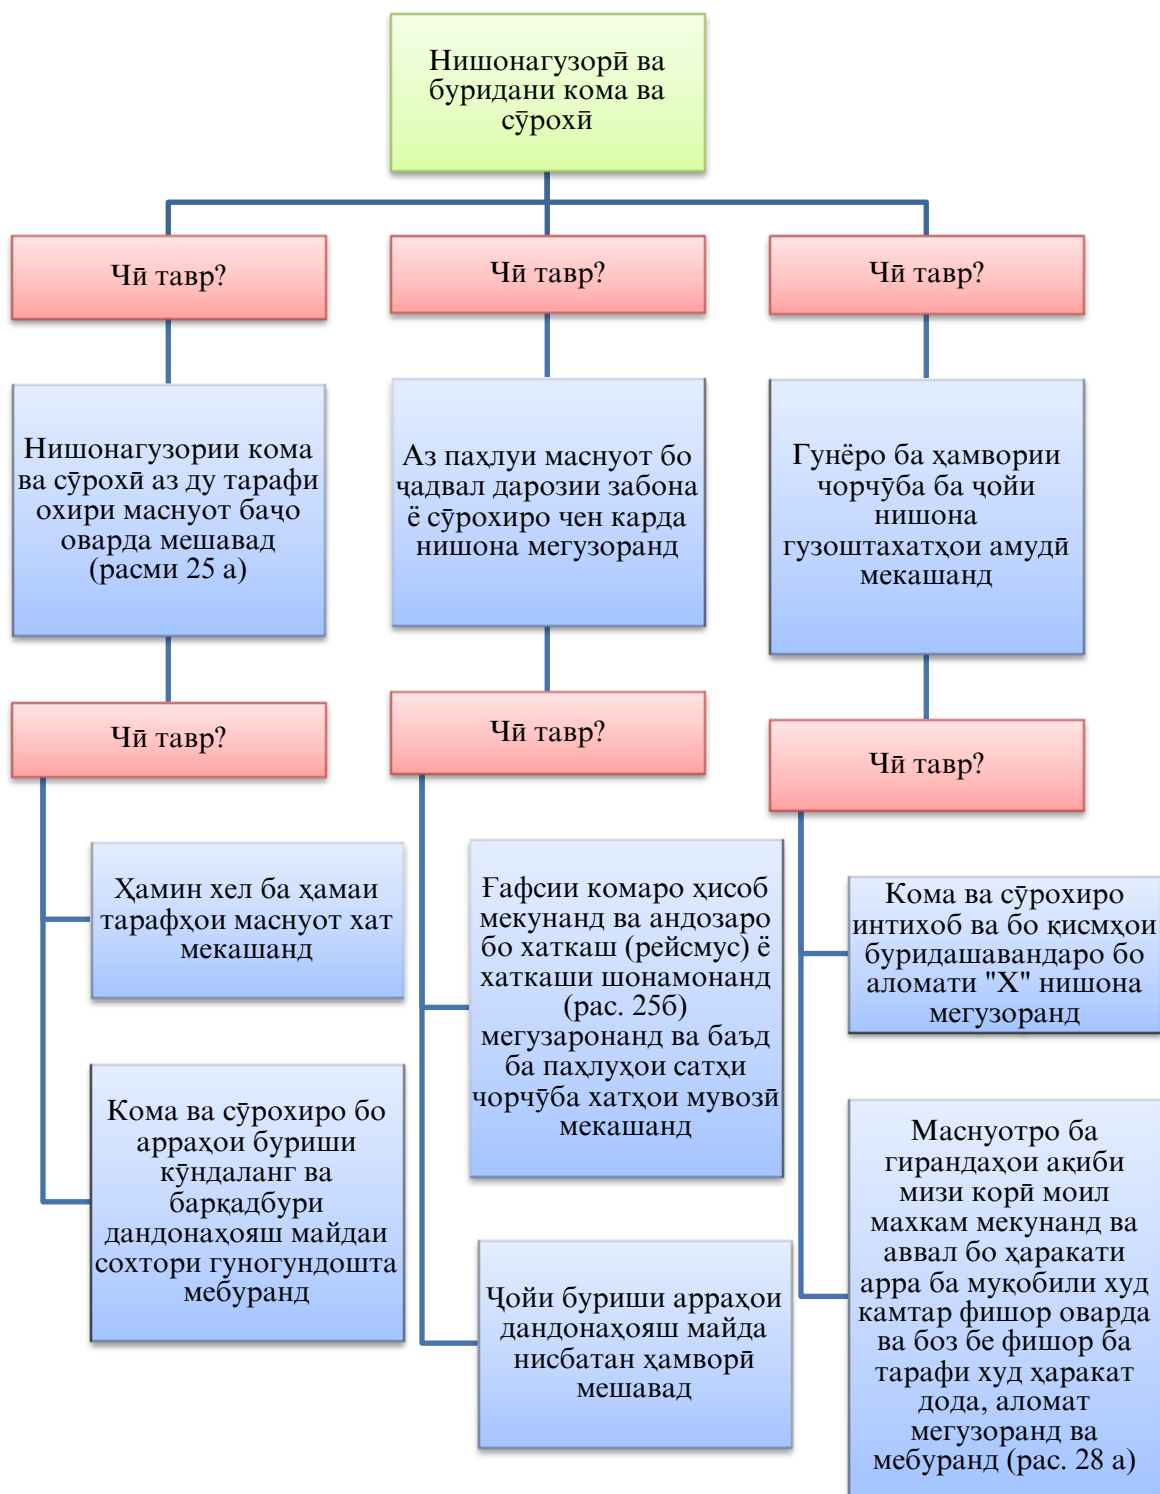 Нишонагузорӣ ва
буридани кома ва
сӯрохӣ
Чӣ тавр?
Чӣ тавр?
Чӣ тавр?
Нишонагузории кома
ва сӯрохӣ аз ду тарафи
охири маснуот баҷо
оварда мешавад
(расми 25 а)
Аз паҳлуи маснуот бо
ҷадвал дарозии забона
ё сӯрохиро чен карда
нишона мегузоранд
Гунёро ба ҳамвории
чорчӯба ба ҷойи
нишона
гузоштахатҳои амудӣ
мекашанд
Чӣ тавр?
Чӣ тавр?
Чӣ тавр?
Ҳамин хел ба ҳамаи
тарафҳои маснуот хат
мекашанд
Кома ва сӯрохиро бо
арраҳои буриши
кӯндаланг ва
барқадбури
дандонаҳояш майдаи
сохтори гуногундошта
мебуранд
Ғафсии комаро ҳисоб
мекунанд ва андозаро
бо хаткаш (рейсмус) ё
хаткаши шонамонанд
(рас. 25б)
мегузаронанд ва баъд
ба паҳлуҳои сатҳи
чорчӯба хатҳои мувозӣ
мекашанд
Ҷойи буриши арраҳои
дандонаҳояш майда
нисбатан ҳамворӣ
мешавад
Кома ва сӯрохиро
интихоб ва бо қисмҳои
буридашавандаро бо
аломати "Х" нишона
мегузоранд
Маснуотро ба
гирандаҳои ақиби
мизи корӣ моил
махкам мекунанд ва
аввал бо ҳаракати
арра ба муқобили худ
камтар фишор оварда
ва боз бе фишор ба
тарафи худ ҳаракат
дода, аломат
мегузоранд ва
мебуранд (рас. 28 а)